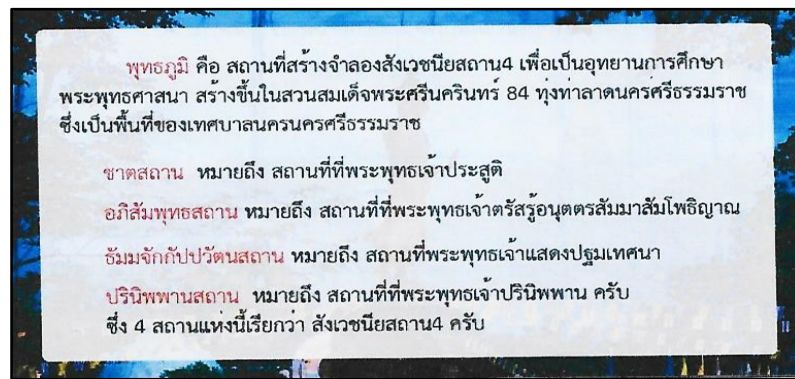 พุทธภูมิ คือ สถานที่สร้างจำลองสังเวชนียสถาน4 เพื่อเป็นอุทยานการศึกษา
พระพุทธศาสนา สร้างขึ้นในสวนสมเด็จพระศรีนครินทร์ 84 ทุ่งท่าลาดนครศรีธรรมราช
ซึ่งเป็นพื้นที่ของเทศบาลนครนครศรีธรรมราช
ชาตสถาน หมายถึง สถานที่ที่พระพุทธเจ้าประสูติ
อภิสัมพุทธสถาน หมายถึง สถานที่ที่พระพุทธเจ้าตรัสรู้อนุตตรสัมมาสัมโพธิญาณ
ธัมมจักกัปปวัตนสถาน หมายถึง สถานที่พระพุทธเจ้าแสดงปฐมเทศนา
ปรินิพพานสถาน หมายถึง สถานที่ที่พระพุทธเจ้าปรินิพพาน ครับ
ซึ่ง 4 สถานแห่งนี้เรียกว่า สังเวชนียสถาน4 ครับ